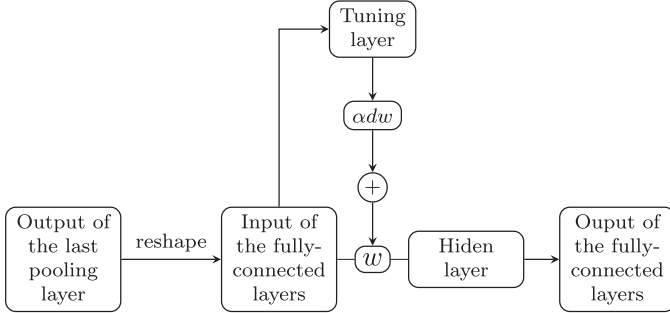 Tuning
layer
αdw
+
Output of
the last
pooling
layer
reshape
Input of
the fully-
connected
layers
w
Hiden
layer
Ouput of
the fully-
connected
layers